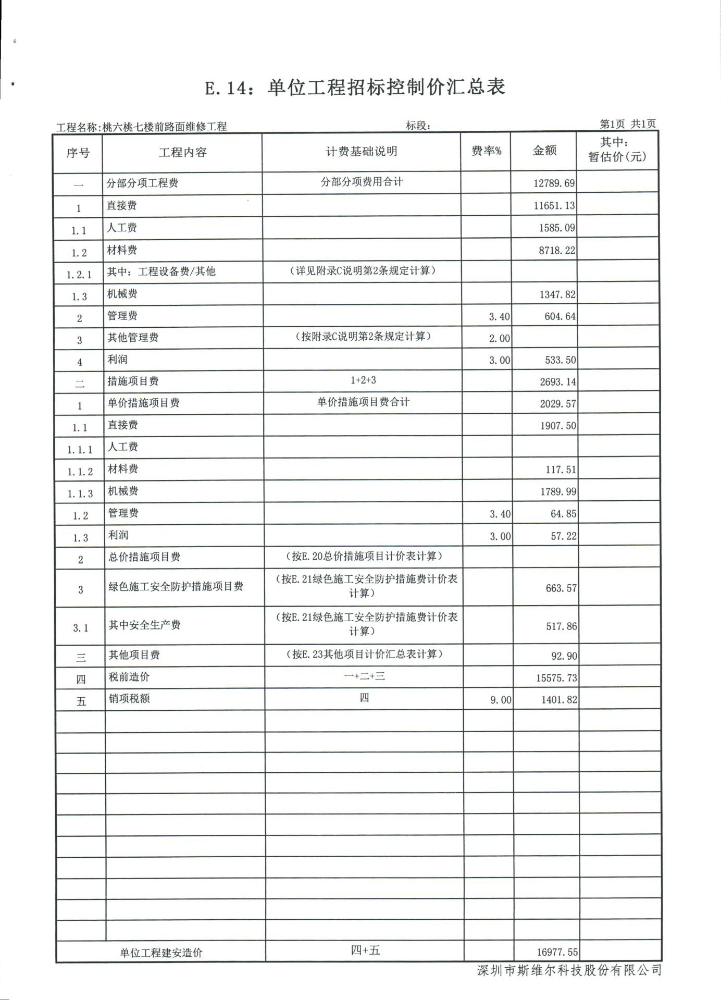 E.14：单位工程招标控制价汇总表
工程名称:桃六桃七楼前路面维修工程 标段： 第1页 共1页
序号 工程内容 计费基础说明 费率% 金额 其中：
暂估价(元)
一 分部分项工程费 分部分项费用合计 12789.69
1 直接费 11651.13
1.1 人工费 1585.09
1.2 材料费 8718.22
1.2.1 其中：工程设备费/其他 （详见附录C说明第2条规定计算）
1.3 机械费 1347.82
2 管理费 3.40 604.64
3 其他管理费 （按附录C说明第2条规定计算） 2.00
4 利润 3.00 533.50
二 措施项目费 1+2+3 2693.14
1 单价措施项目费 单价措施项目费合计 2029.57
1.1 直接费 1907.50
1.1.1 人工费
1.1.2 材料费 117.51
1.1.3 机械费 1789.99
1.2 管理费 3.40 64.85
1.3 利润 3.00 57.22
2 总价措施项目费 （按E.20总价措施项目计价表计算）
3 绿色施工安全防护措施项目费 （按E.21绿色施工安全防护措施费计价表
计算） 663.57
3.1 其中安全生产费 （按E.21绿色施工安全防护措施费计价表
计算） 517.86
三 其他项目费 （按E.23其他项目计价汇总表计算） 92.90
四 税前造价 一+二+三 15575.73
五 销项税额 四 9.00 1401.82
单位工程建安造价 四+五 16977.55
深圳市斯维尔科技股份有限公司